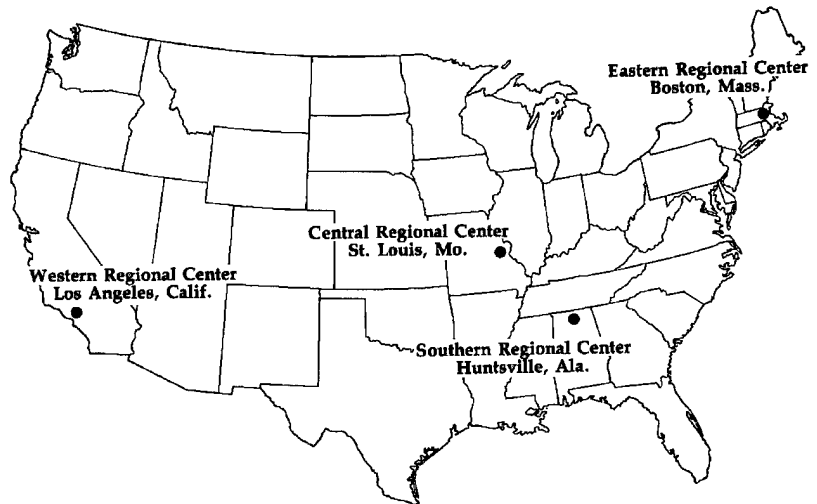 Eastern Regional Center
Boston, Mass.
Central Regional Center
St. Louis, Mo.
Western Regional Center
Los Angeles, Calif.
Southern Regional Center
Huntsville, Ala.